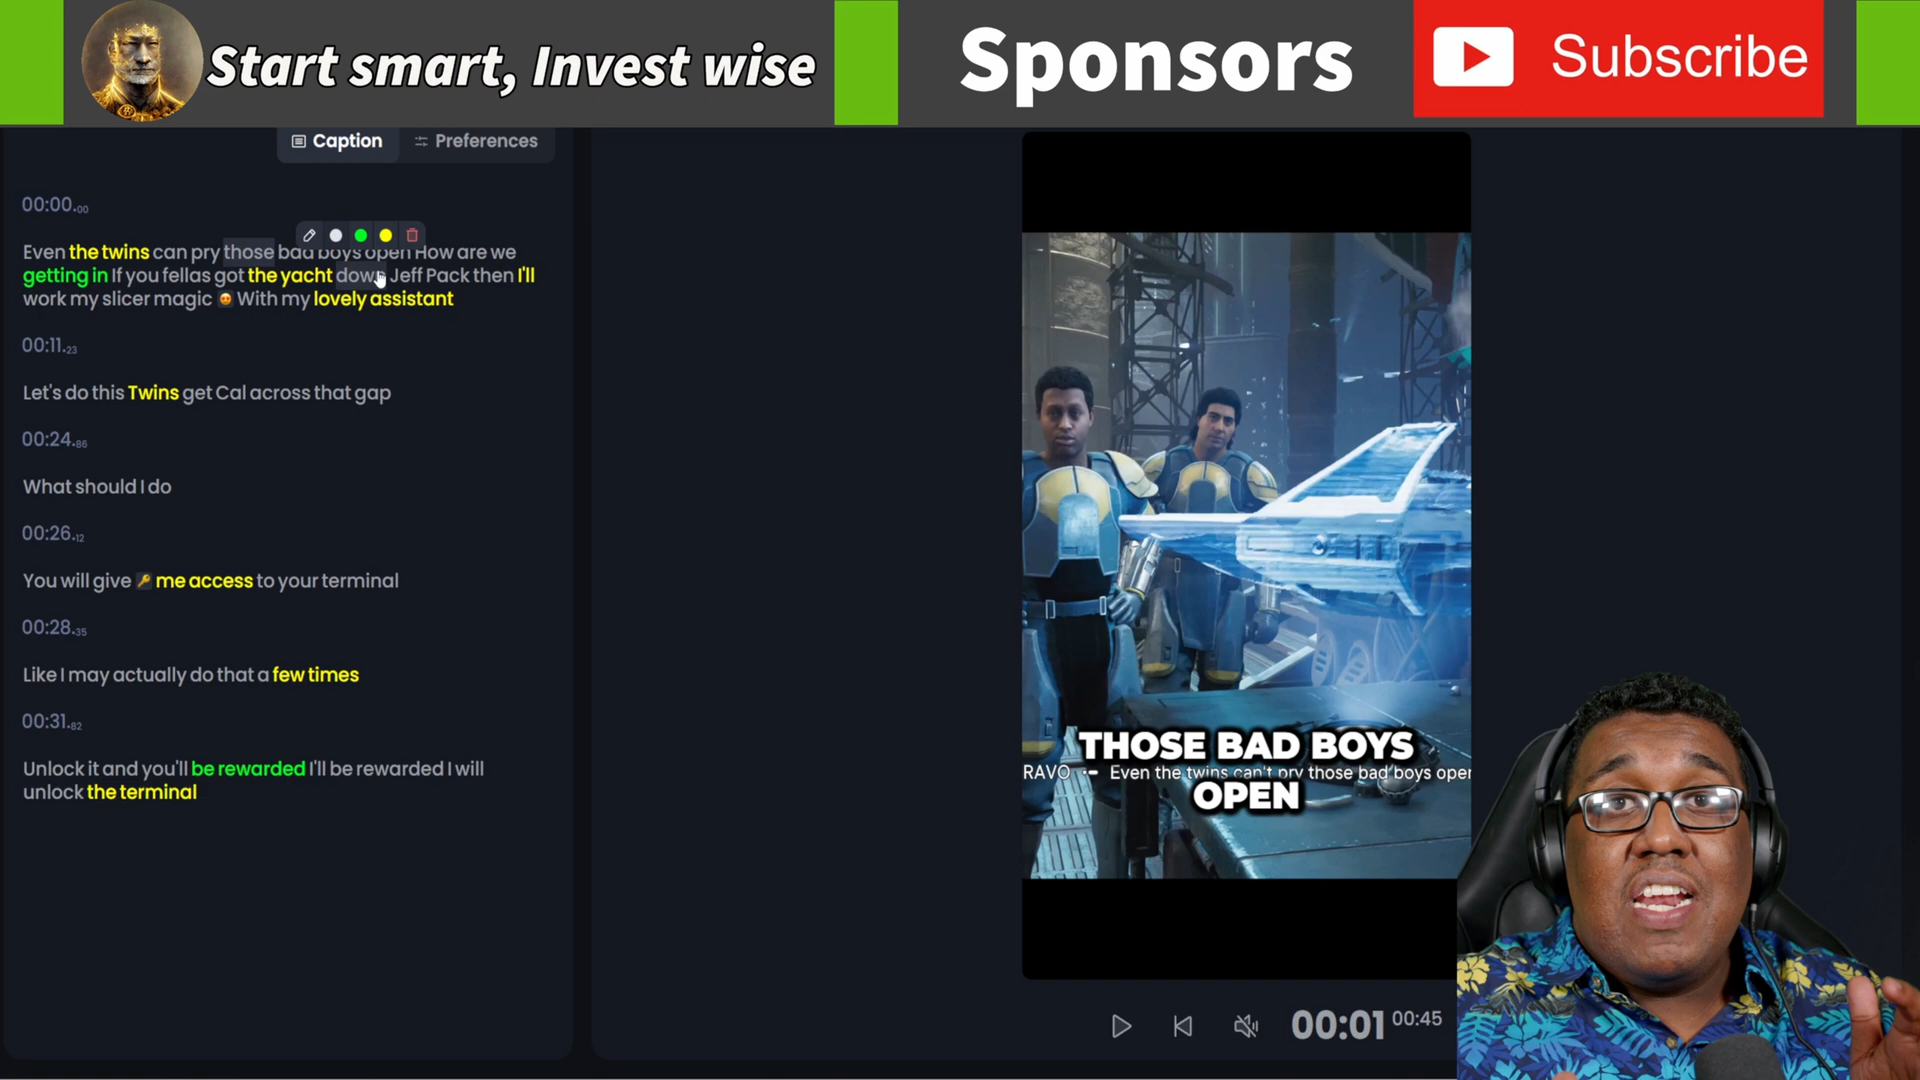 Start smart, Invest wise
Sponsors
Subscribe
Caption
Preferences
00:00.00
Even the twins can pry those bad boys open How are we
getting in If you fellas got the yacht down Jeff Pack then I'll
work my slicer magic 😍 With my lovely assistant
00:11.23
Let's do this Twins get Cal across that gap
00:24.86
What should I do
00:26.12
You will give 🔑 me access to your terminal
00:28.35
Like I may actually do that a few times
00:31.82
Unlock it and you'll be rewarded I'll be rewarded I will
unlock the terminal
THOSE BAD BOYS
RAVO Even the twins can't pry those bad boys open
OPEN
00:01 00:45